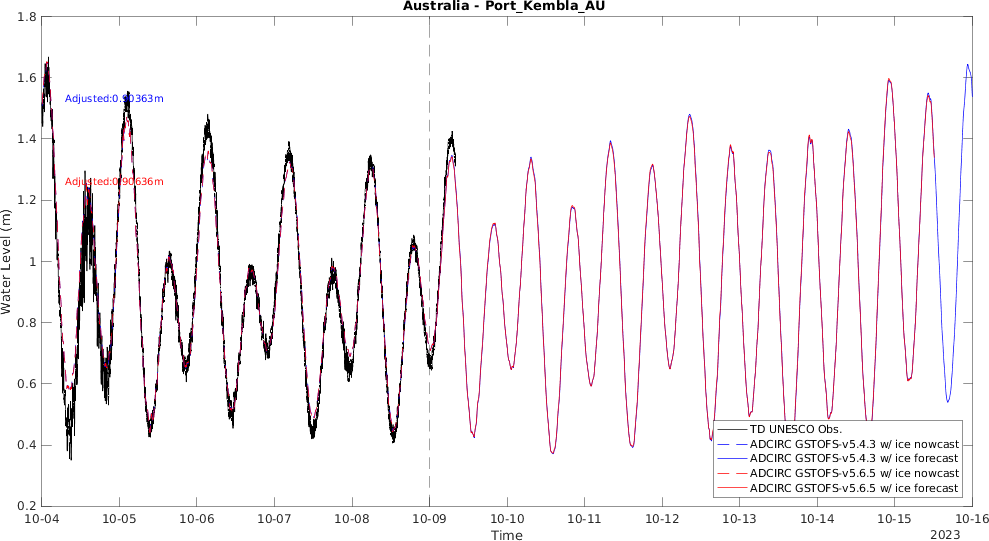 Australia - Port_Kembla_AU
1.8
1.6
1.4
1.2
1
0.8
0.6
0.4
0.2
Water Level (m)
Adjusted:0.90363m
Adjusted:0.90636m
TD UNESCO Obs.
ADCIRC GSTOFS-v5.4.3 w/ ice nowcast
ADCIRC GSTOFS-v5.4.3 w/ ice forecast
ADCIRC GSTOFS-v5.6.5 w/ ice nowcast
ADCIRC GSTOFS-v5.6.5 w/ ice forecast
10-04 10-05 10-06 10-07 10-08 10-09 10-10 10-11 10-12 10-13 10-14 10-15 10-16
Time
2023